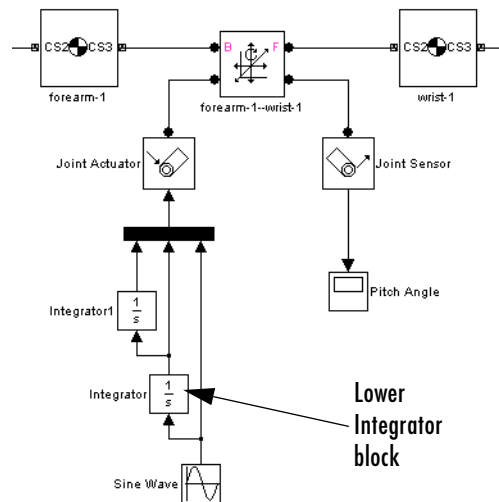 CS2 CS3
B F
C
CS2 CS3
forearm-1
forearm-1--wrist-1
wrist-1
Joint Actuator
Joint Sensor
Pitch Angle
Integrator1
1
s
Integrator
1
s
Lower
Integrator
block
Sine Wave